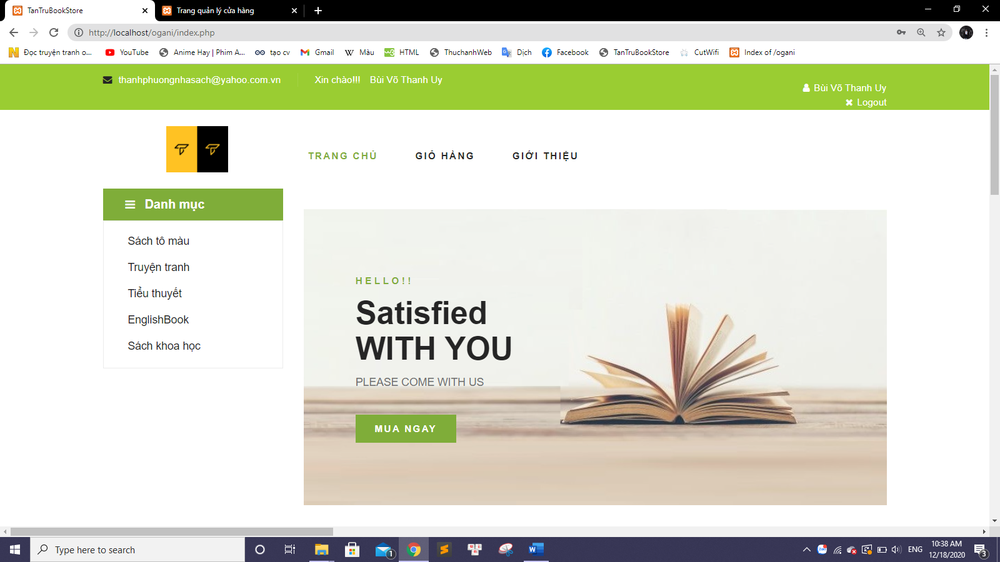 TanTruBookStore
Trang quản lý cửa hàng
http://localhost/ogani/index.php
Đọc truyện tranh o...
YouTube
Anime Hay | Phim A...
tạo cv
Gmail
Màu
HTML
ThuchanhWeb
Dịch
Facebook
TanTruBookStore
CutWifi
Index of /ogani
thanhphuongnhasach@yahoo.com.vn
Xin chào!!! Bùi Võ Thanh Uy
Bùi Võ Thanh Uy
Logout
TRANG CHỦ
GIỎ HÀNG
GIỚI THIỆU
Danh mục
Sách tô màu
Truyện tranh
Tiểu thuyết
EnglishBook
Sách khoa học
HELLO!!
Satisfied
WITH YOU
PLEASE COME WITH US
MUA NGAY
Type here to search
1
ENG
10:38 AM
12/18/2020
3